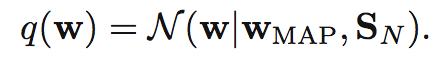 q(w) = 𝒩(w|w_MAP, S_N).